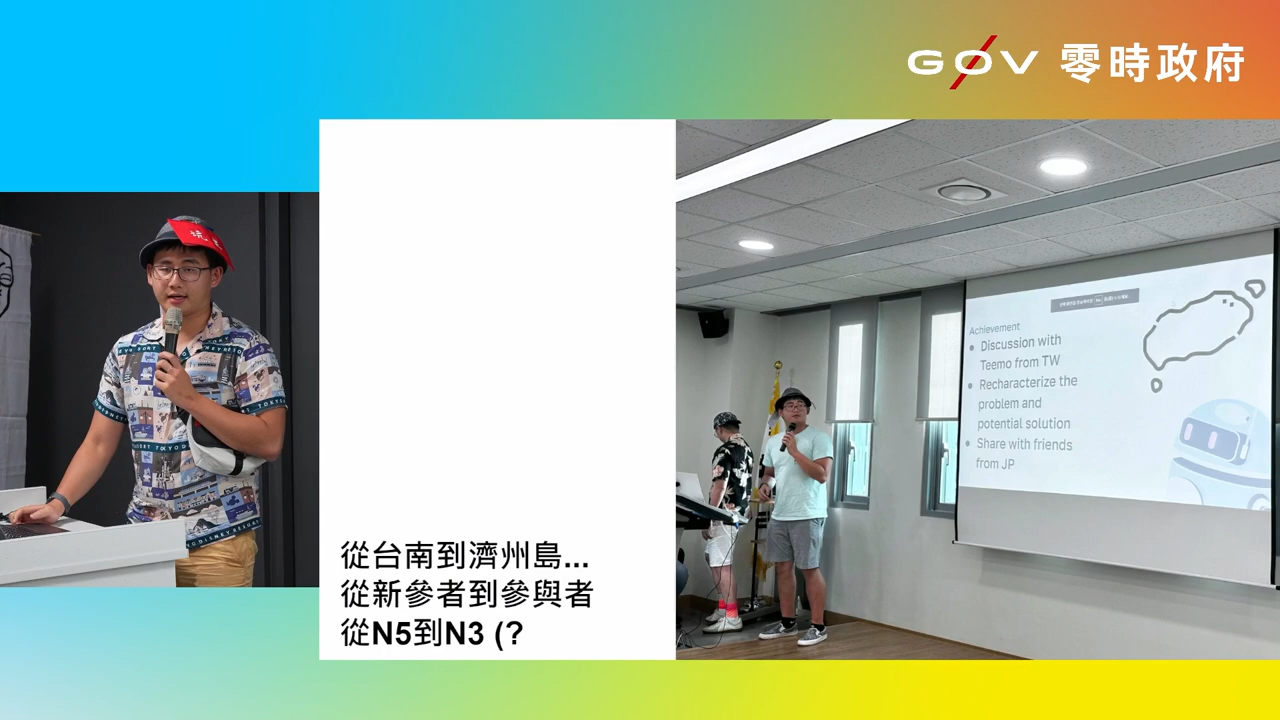 GØV 零時政府
從台南到濟州島...
從新參者到參與者
從N5到N3 (?
Achievement
● Discussion with
Teemo from TW
● Recharacterize the
problem and
potential solution
● Share with friends
from JP